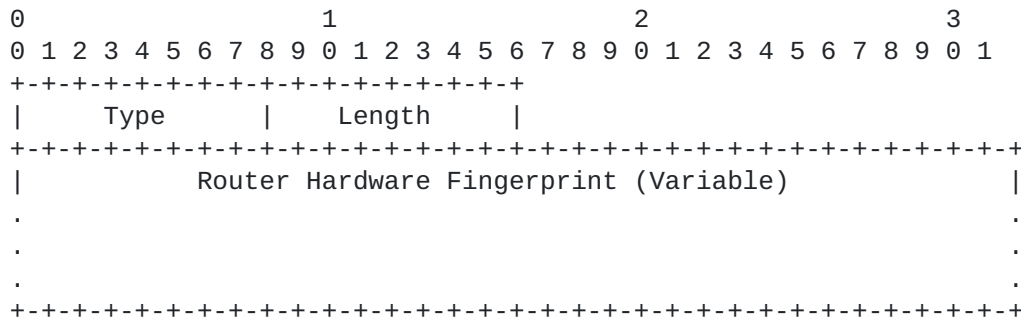 0                   1                   2                   3
0 1 2 3 4 5 6 7 8 9 0 1 2 3 4 5 6 7 8 9 0 1 2 3 4 5 6 7 8 9 0 1
+-+-+-+-+-+-+-+-+-+-+-+-+-+-+-+-+
|     Type      |    Length     |
+-+-+-+-+-+-+-+-+-+-+-+-+-+-+-+-+-+-+-+-+-+-+-+-+-+-+-+-+-+-+-+-+
|           Router Hardware Fingerprint (Variable)              |
.                                                               .
.                                                               .
.                                                               .
+-+-+-+-+-+-+-+-+-+-+-+-+-+-+-+-+-+-+-+-+-+-+-+-+-+-+-+-+-+-+-+-+